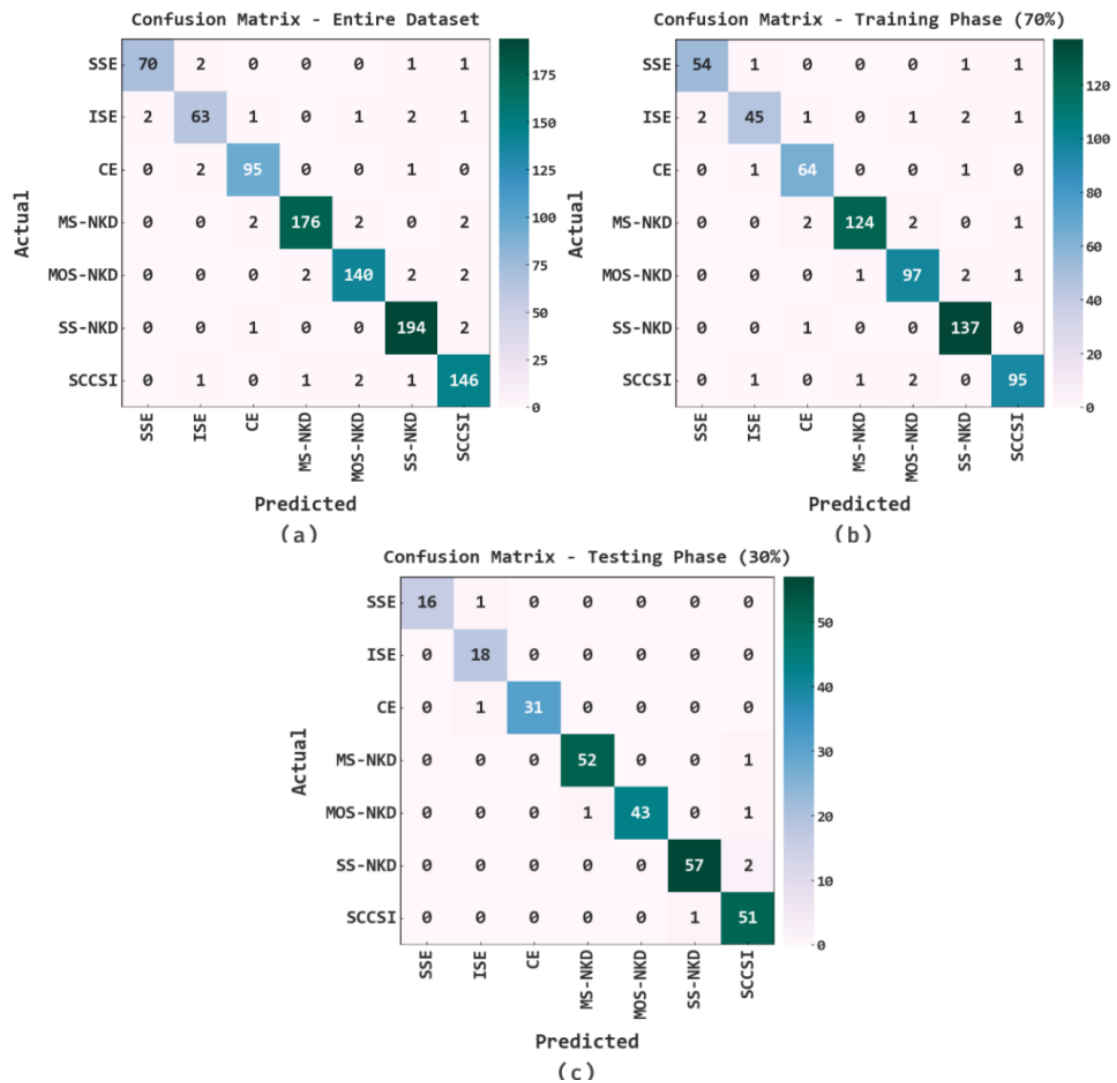 Confusion Matrix - Entire Dataset
SSE 70 2 0 0 0 1 1
ISE 2 63 1 0 1 2 1
CE 0 2 95 0 0 1 0
MS-NKD 0 0 2 176 2 0 2
MOS-NKD 0 0 0 2 140 2 2
SS-NKD 0 0 1 0 0 194 2
SCCSI 0 1 0 1 2 1 146
SSE ISE CE MS-NKD MOS-NKD SS-NKD SCCSI
Actual
Predicted
175
150
125
100
75
50
25
0
(a)
Confusion Matrix - Training Phase (70%)
SSE 54 1 0 0 0 1 1
ISE 2 45 1 0 1 2 1
CE 0 1 64 0 0 1 0
MS-NKD 0 0 2 124 2 0 1
MOS-NKD 0 0 0 1 97 2 1
SS-NKD 0 0 1 0 0 137 0
SCCSI 0 1 0 1 2 0 95
SSE ISE CE MS-NKD MOS-NKD SS-NKD SCCSI
Actual
Predicted
120
100
80
60
40
20
0
(b)
Confusion Matrix - Testing Phase (30%)
SSE 16 1 0 0 0 0 0
ISE 0 18 0 0 0 0 0
CE 0 1 31 0 0 0 0
MS-NKD 0 0 0 52 0 0 1
MOS-NKD 0 0 0 1 43 0 1
SS-NKD 0 0 0 0 0 57 2
SCCSI 0 0 0 0 0 1 51
SSE ISE CE MS-NKD MOS-NKD SS-NKD SCCSI
Actual
Predicted
50
40
30
20
10
0
(c)